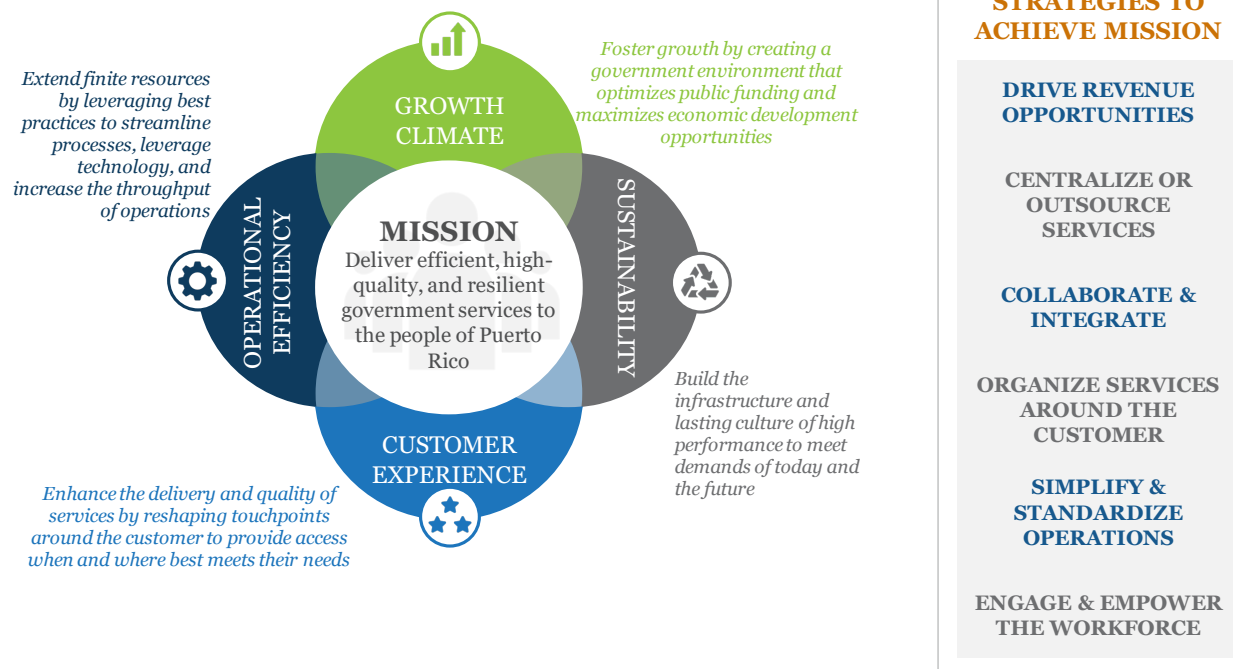 Extend finite resources
by leveraging best
practices to streamline
processes, leverage
technology, and
increase the throughput
of operations
GROWTH
CLIMATE
Foster growth by creating a
government environment that
optimizes public funding and
maximizes economic development
opportunities
OPERATIONAL
EFFICIENCY
MISSION
Deliver efficient, high-
quality, and resilient
government services to
the people of Puerto
Rico
SUSTAINABILITY
Build the
infrastructure and
lasting culture of high
performance to meet
demands of today and
the future
CUSTOMER
EXPERIENCE
Enhance the delivery and quality of
services by reshaping touchpoints
around the customer to provide access
when and where best meets their needs
STRATEGIES TO
ACHIEVE MISSION
DRIVE REVENUE
OPPORTUNITIES
CENTRALIZE OR
OUTSOURCE
SERVICES
COLLABORATE &
INTEGRATE
ORGANIZE SERVICES
AROUND THE
CUSTOMER
SIMPLIFY &
STANDARDIZE
OPERATIONS
ENGAGE & EMPOWER
THE WORKFORCE